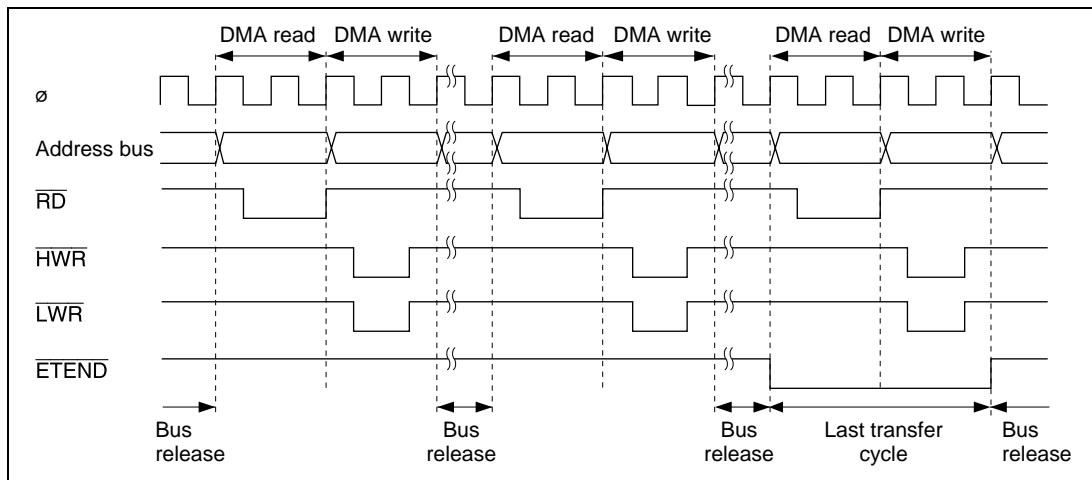 DMA read DMA write DMA read DMA write DMA read DMA write
ø
Address bus
RD
HWR
LWR
ETEND
Bus release
Bus release
Bus release
Last transfer cycle
Bus release